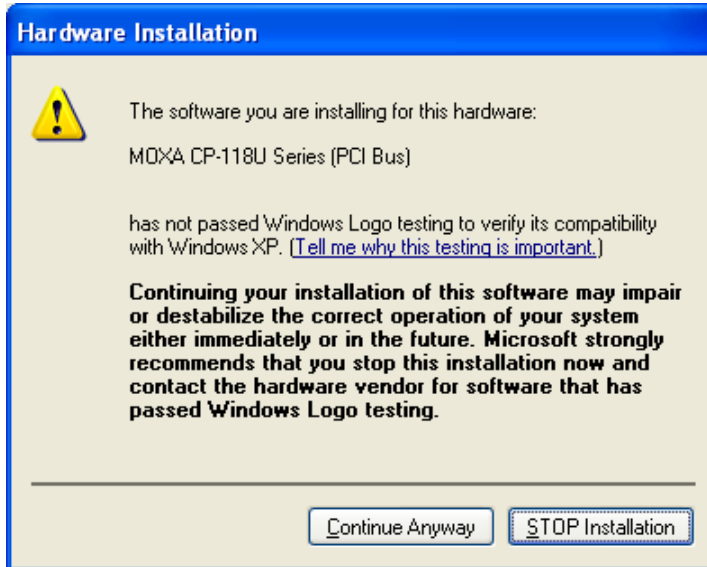 Hardware Installation
The software you are installing for this hardware:
MOXA CP-118U Series (PCI Bus)
has not passed Windows Logo testing to verify its compatibility
with Windows XP. (Tell me why this testing is important.)
Continuing your installation of this software may impair
or destabilize the correct operation of your system
either immediately or in the future. Microsoft strongly
recommends that you stop this installation now and
contact the hardware vendor for software that has
passed Windows Logo testing.
Continue Anyway STOP Installation